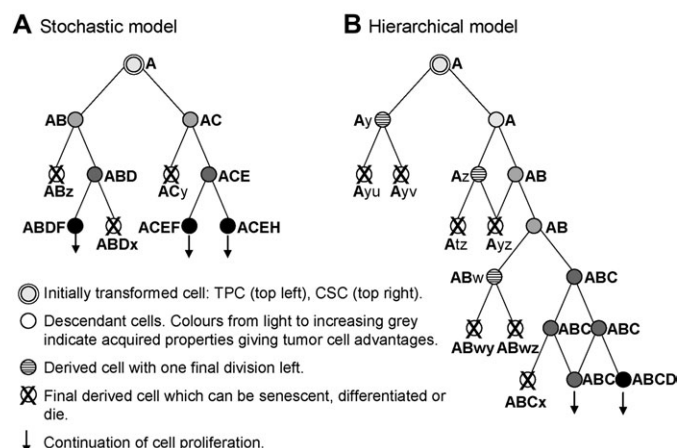 A Stochastic model
A
AB
AC
ABz
ABD
ACy
ACE
ABDF
ABDx
ACEF
ACEH
B Hierarchical model
A
Ay
A
Ayu
Ayv
Az
AB
Atz
Ayz
AB
ABw
ABC
ABwy
ABwz
ABC
ABC
ABCx
ABC
ABCD
Initially transformed cell: TPC (top left), CSC (top right).
Descendant cells. Colours from light to increasing grey
indicate acquired properties giving tumor cell advantages.
Derived cell with one final division left.
Final derived cell which can be senescent, differentiated or
die.
Continuation of cell proliferation.